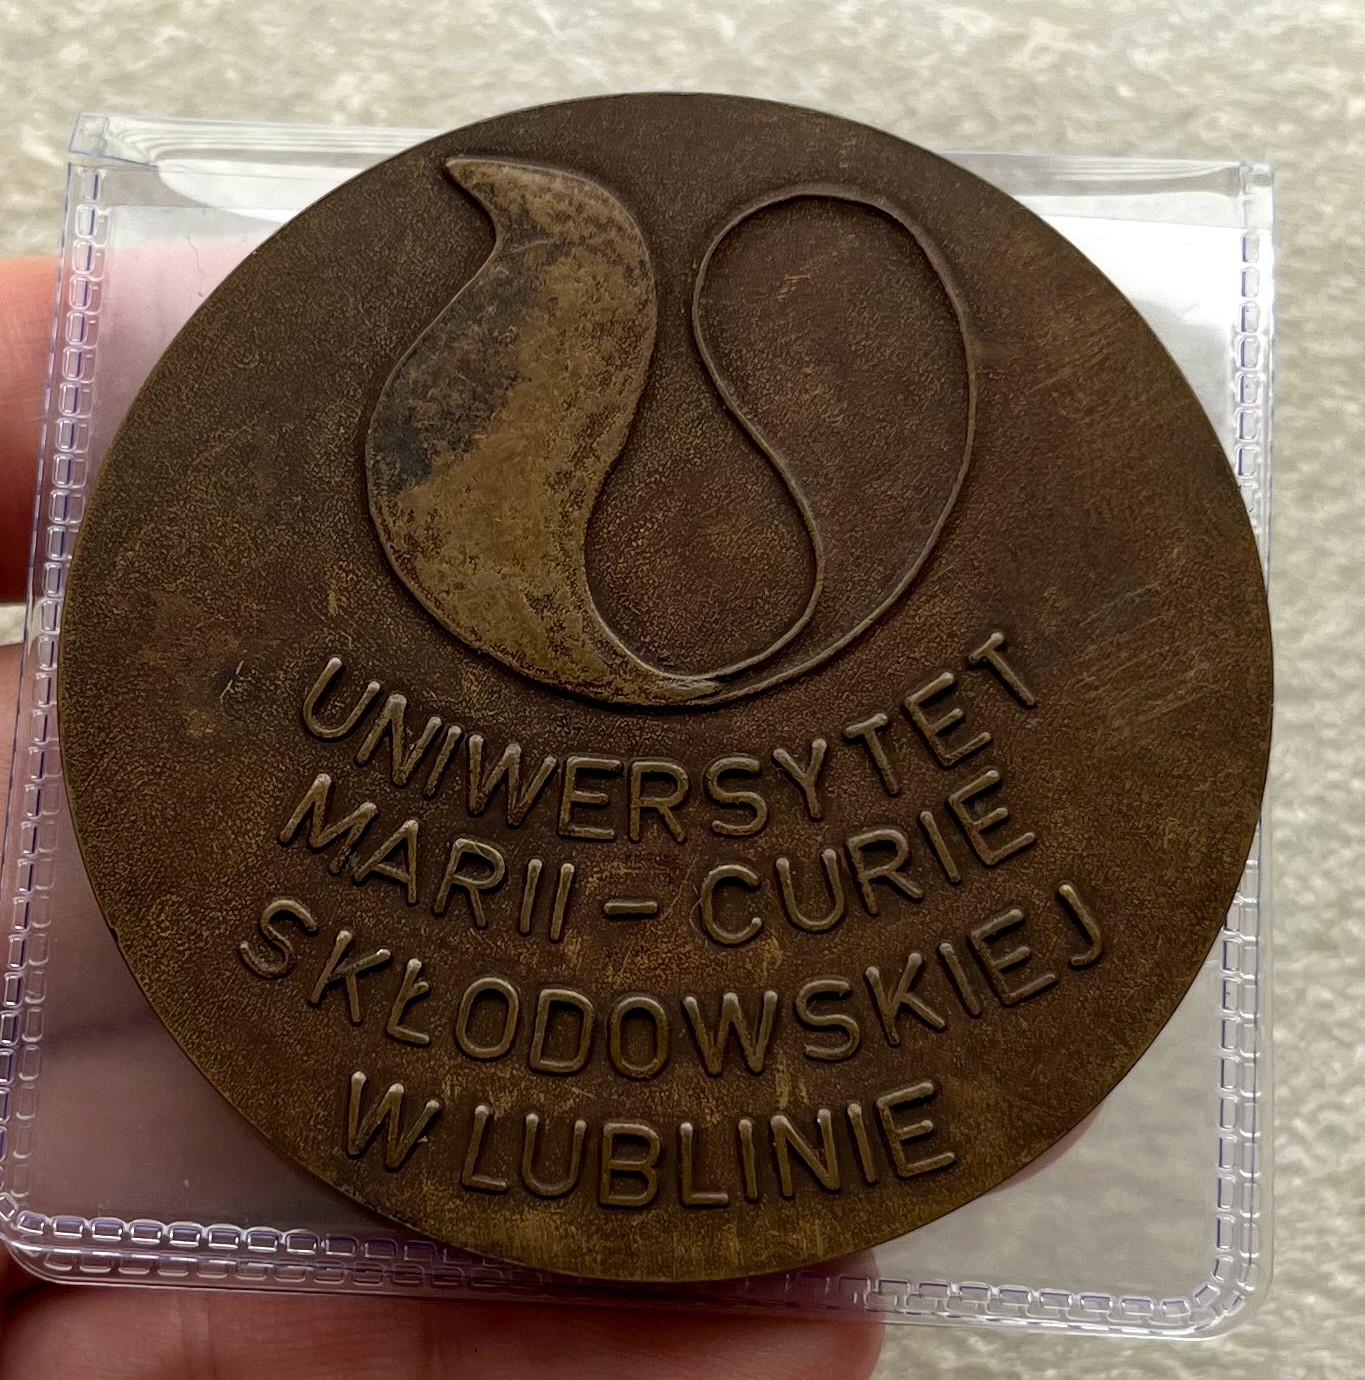 UNIWERSYTET
MARII – CURIE
SKŁODOWSKIEJ
W LUBLINIE